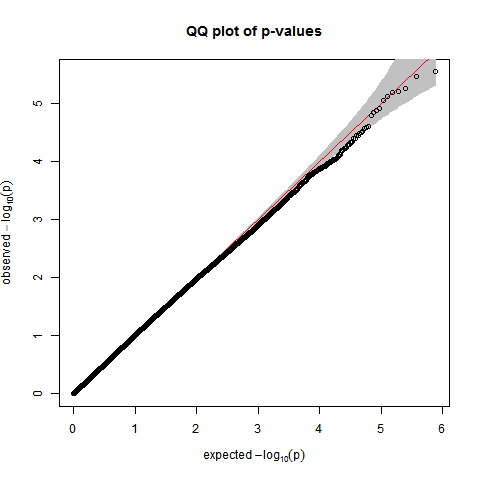 QQ plot of p-values
observed −log₁₀(p)
5
4
3
2
1
0
0 1 2 3 4 5 6
expected −log₁₀(p)